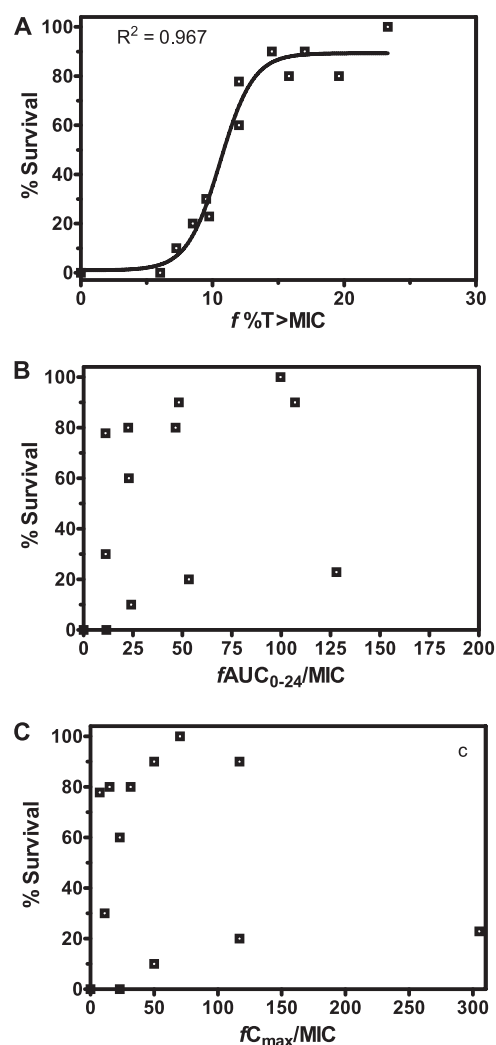 A
R² = 0.967
100
80
60
40
20
0
% Survival
0 10 20 30
f %T>MIC
B
100
80
60
40
20
0
% Survival
0 25 50 75 100 125 150 175 200
fAUC₀₋₂₄/MIC
C
c
100
80
60
40
20
0
% Survival
0 50 100 150 200 250 300
fCmax/MIC